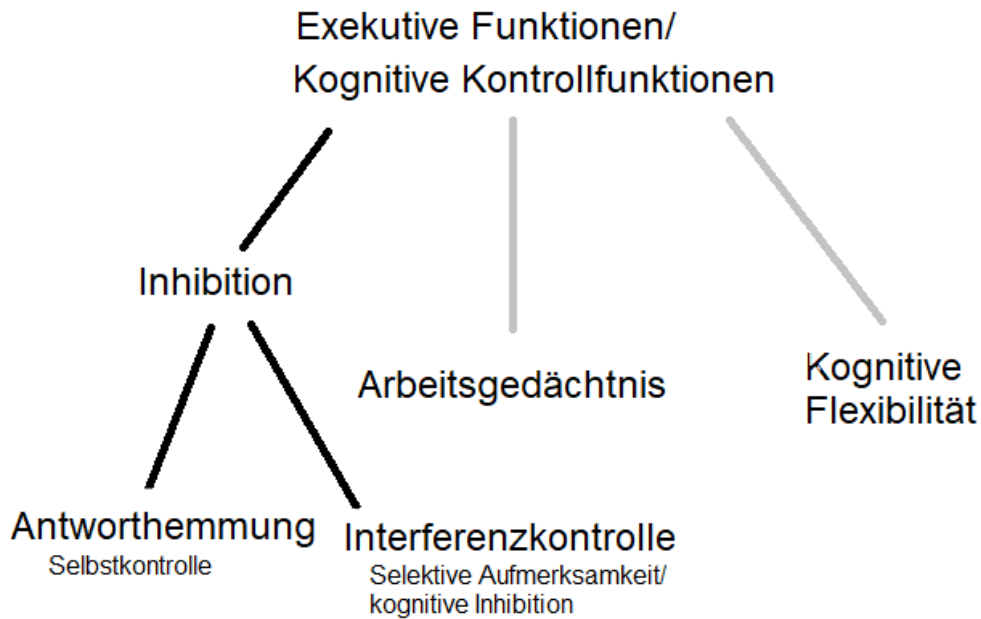 Exekutive Funktionen/
Kognitive Kontrollfunktionen
Inhibition
Arbeitsgedächtnis
Kognitive
Flexibilität
Antworthemmung
Selbstkontrolle
Interferenzkontrolle
Selektive Aufmerksamkeit/
kognitive Inhibition